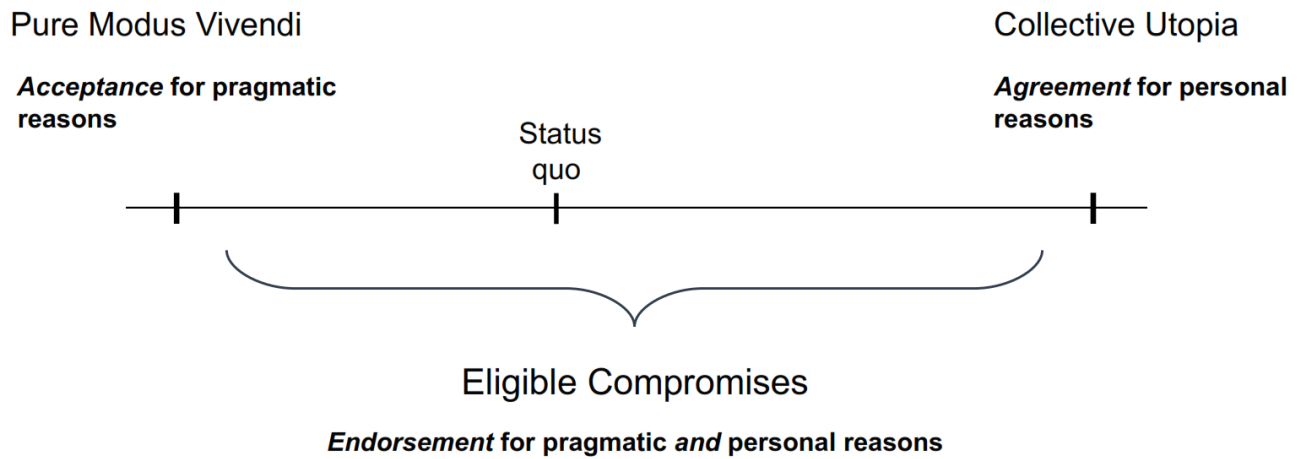 Pure Modus Vivendi
Acceptance for pragmatic
reasons
Collective Utopia
Agreement for personal
reasons
Status
quo
Eligible Compromises
Endorsement for pragmatic and personal reasons